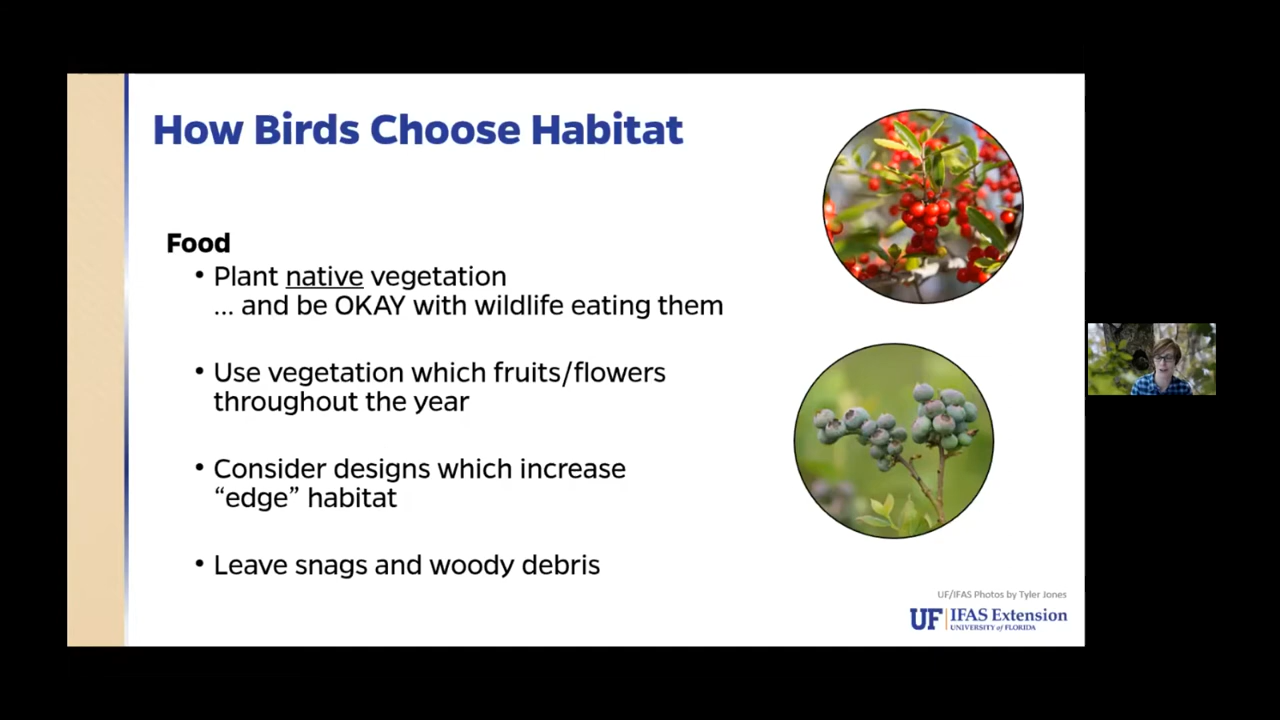 How Birds Choose Habitat
Food
• Plant native vegetation
... and be OKAY with wildlife eating them
• Use vegetation which fruits/flowers
throughout the year
• Consider designs which increase
“edge” habitat
• Leave snags and woody debris
UF/IFAS Photos by Tyler Jones
UF IFAS Extension
UNIVERSITY of FLORIDA